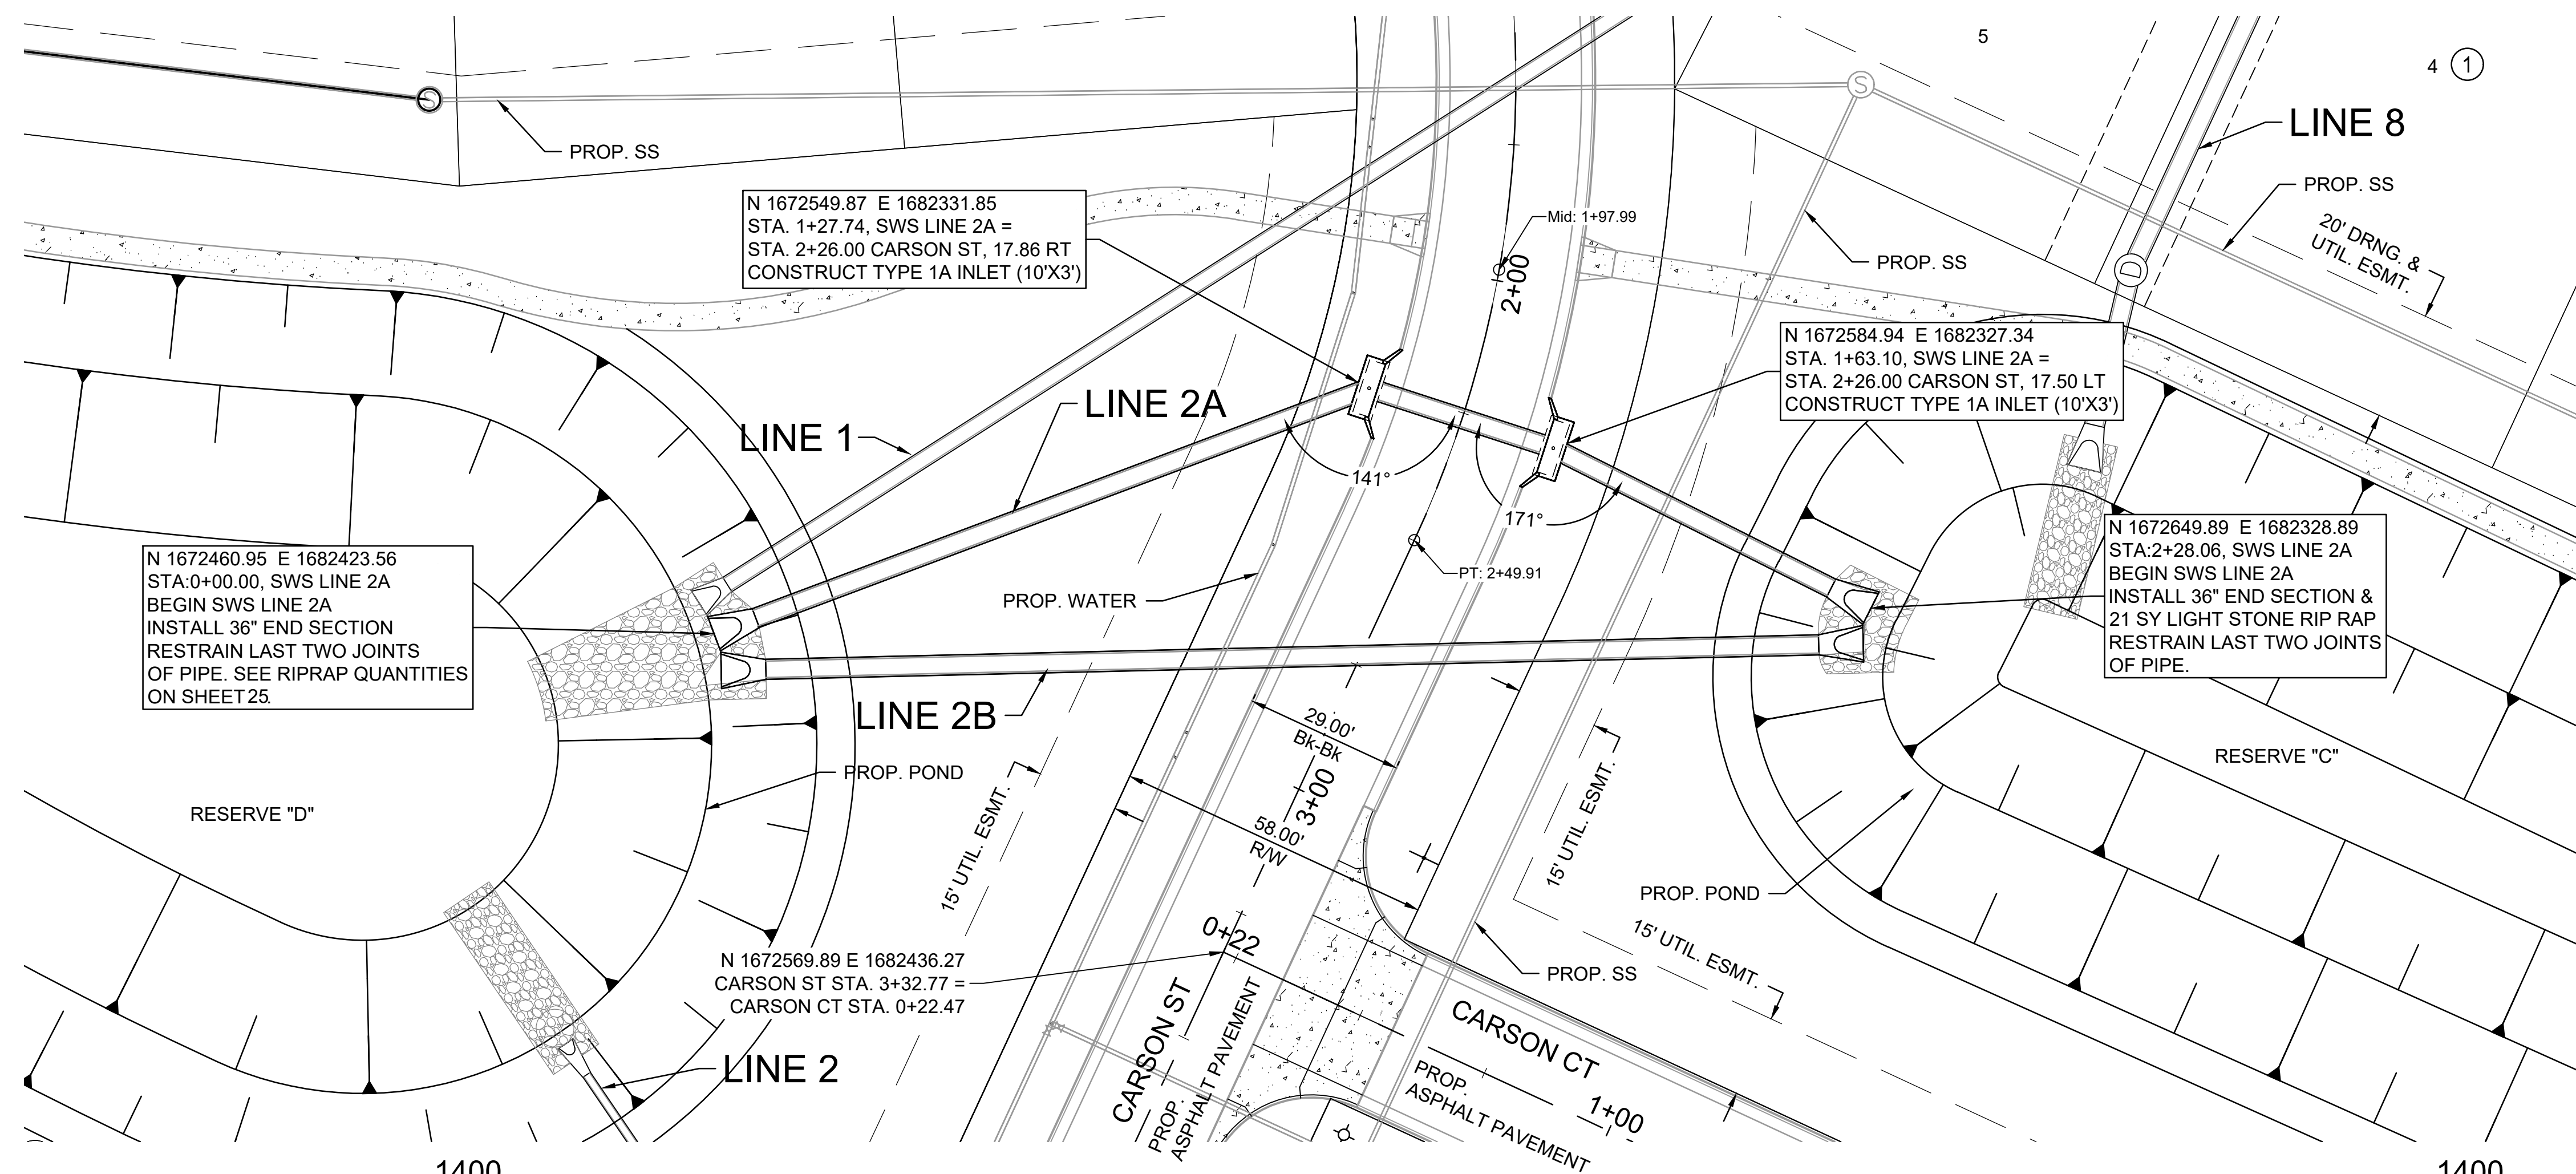 5
4
1
S
S
LINE 8
PROP. SS
PROP. SS
20' DRNG. &
UTIL. ESMT.
N 1672549.87 E 1682331.85
STA. 1+27.74, SWS LINE 2A =
STA. 2+26.00 CARSON ST, 17.86 RT
CONSTRUCT TYPE 1A INLET (10'X3')
Mid: 1+97.99
2+00
PROP. SS
D
N 1672584.94 E 1682327.34
STA. 1+63.10, SWS LINE 2A =
STA. 2+26.00 CARSON ST, 17.50 LT
CONSTRUCT TYPE 1A INLET (10'X3')
LINE 2A
LINE 1
141°
171°
N 1672460.95 E 1682423.56
STA:0+00.00, SWS LINE 2A
BEGIN SWS LINE 2A
INSTALL 36" END SECTION
RESTRAIN LAST TWO JOINTS
OF PIPE. SEE RIPRAP QUANTITIES
ON SHEET 25.
N 1672649.89 E 1682328.89
STA:2+28.06, SWS LINE 2A
BEGIN SWS LINE 2A
INSTALL 36" END SECTION &
21 SY LIGHT STONE RIP RAP
RESTRAIN LAST TWO JOINTS
OF PIPE.
PT: 2+49.91
PROP. WATER
LINE 2B
29.00'
Bk-Bk
3+00
58.00'
R/W
PROP. POND
RESERVE "D"
RESERVE "C"
15' UTIL. ESMT.
15' UTIL. ESMT.
PROP. POND
15' UTIL. ESMT.
0+22
N 1672569.89 E 1682436.27
CARSON ST STA. 3+32.77 =
CARSON CT STA. 0+22.47
PROP. SS
CARSON ST
PROP.
ASPHALT PAVEMENT
CARSON CT
PROP.
ASPHALT PAVEMENT
1+00
LINE 2
1400
1400